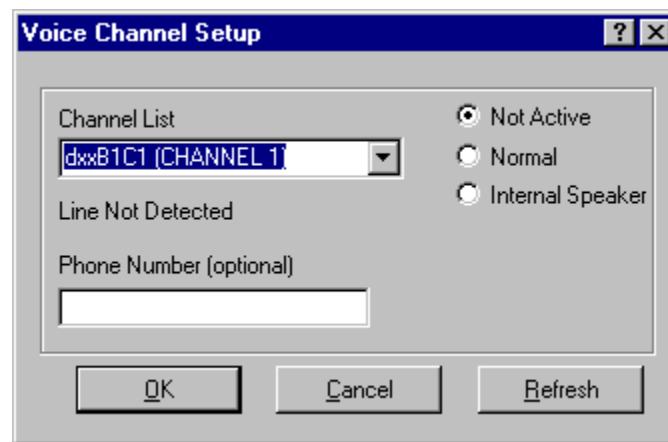 Voice Channel Setup
Channel List
dxxB1C1 (CHANNEL 1)
Line Not Detected
Phone Number (optional)
Not Active
Normal
Internal Speaker
OK
Cancel
Refresh